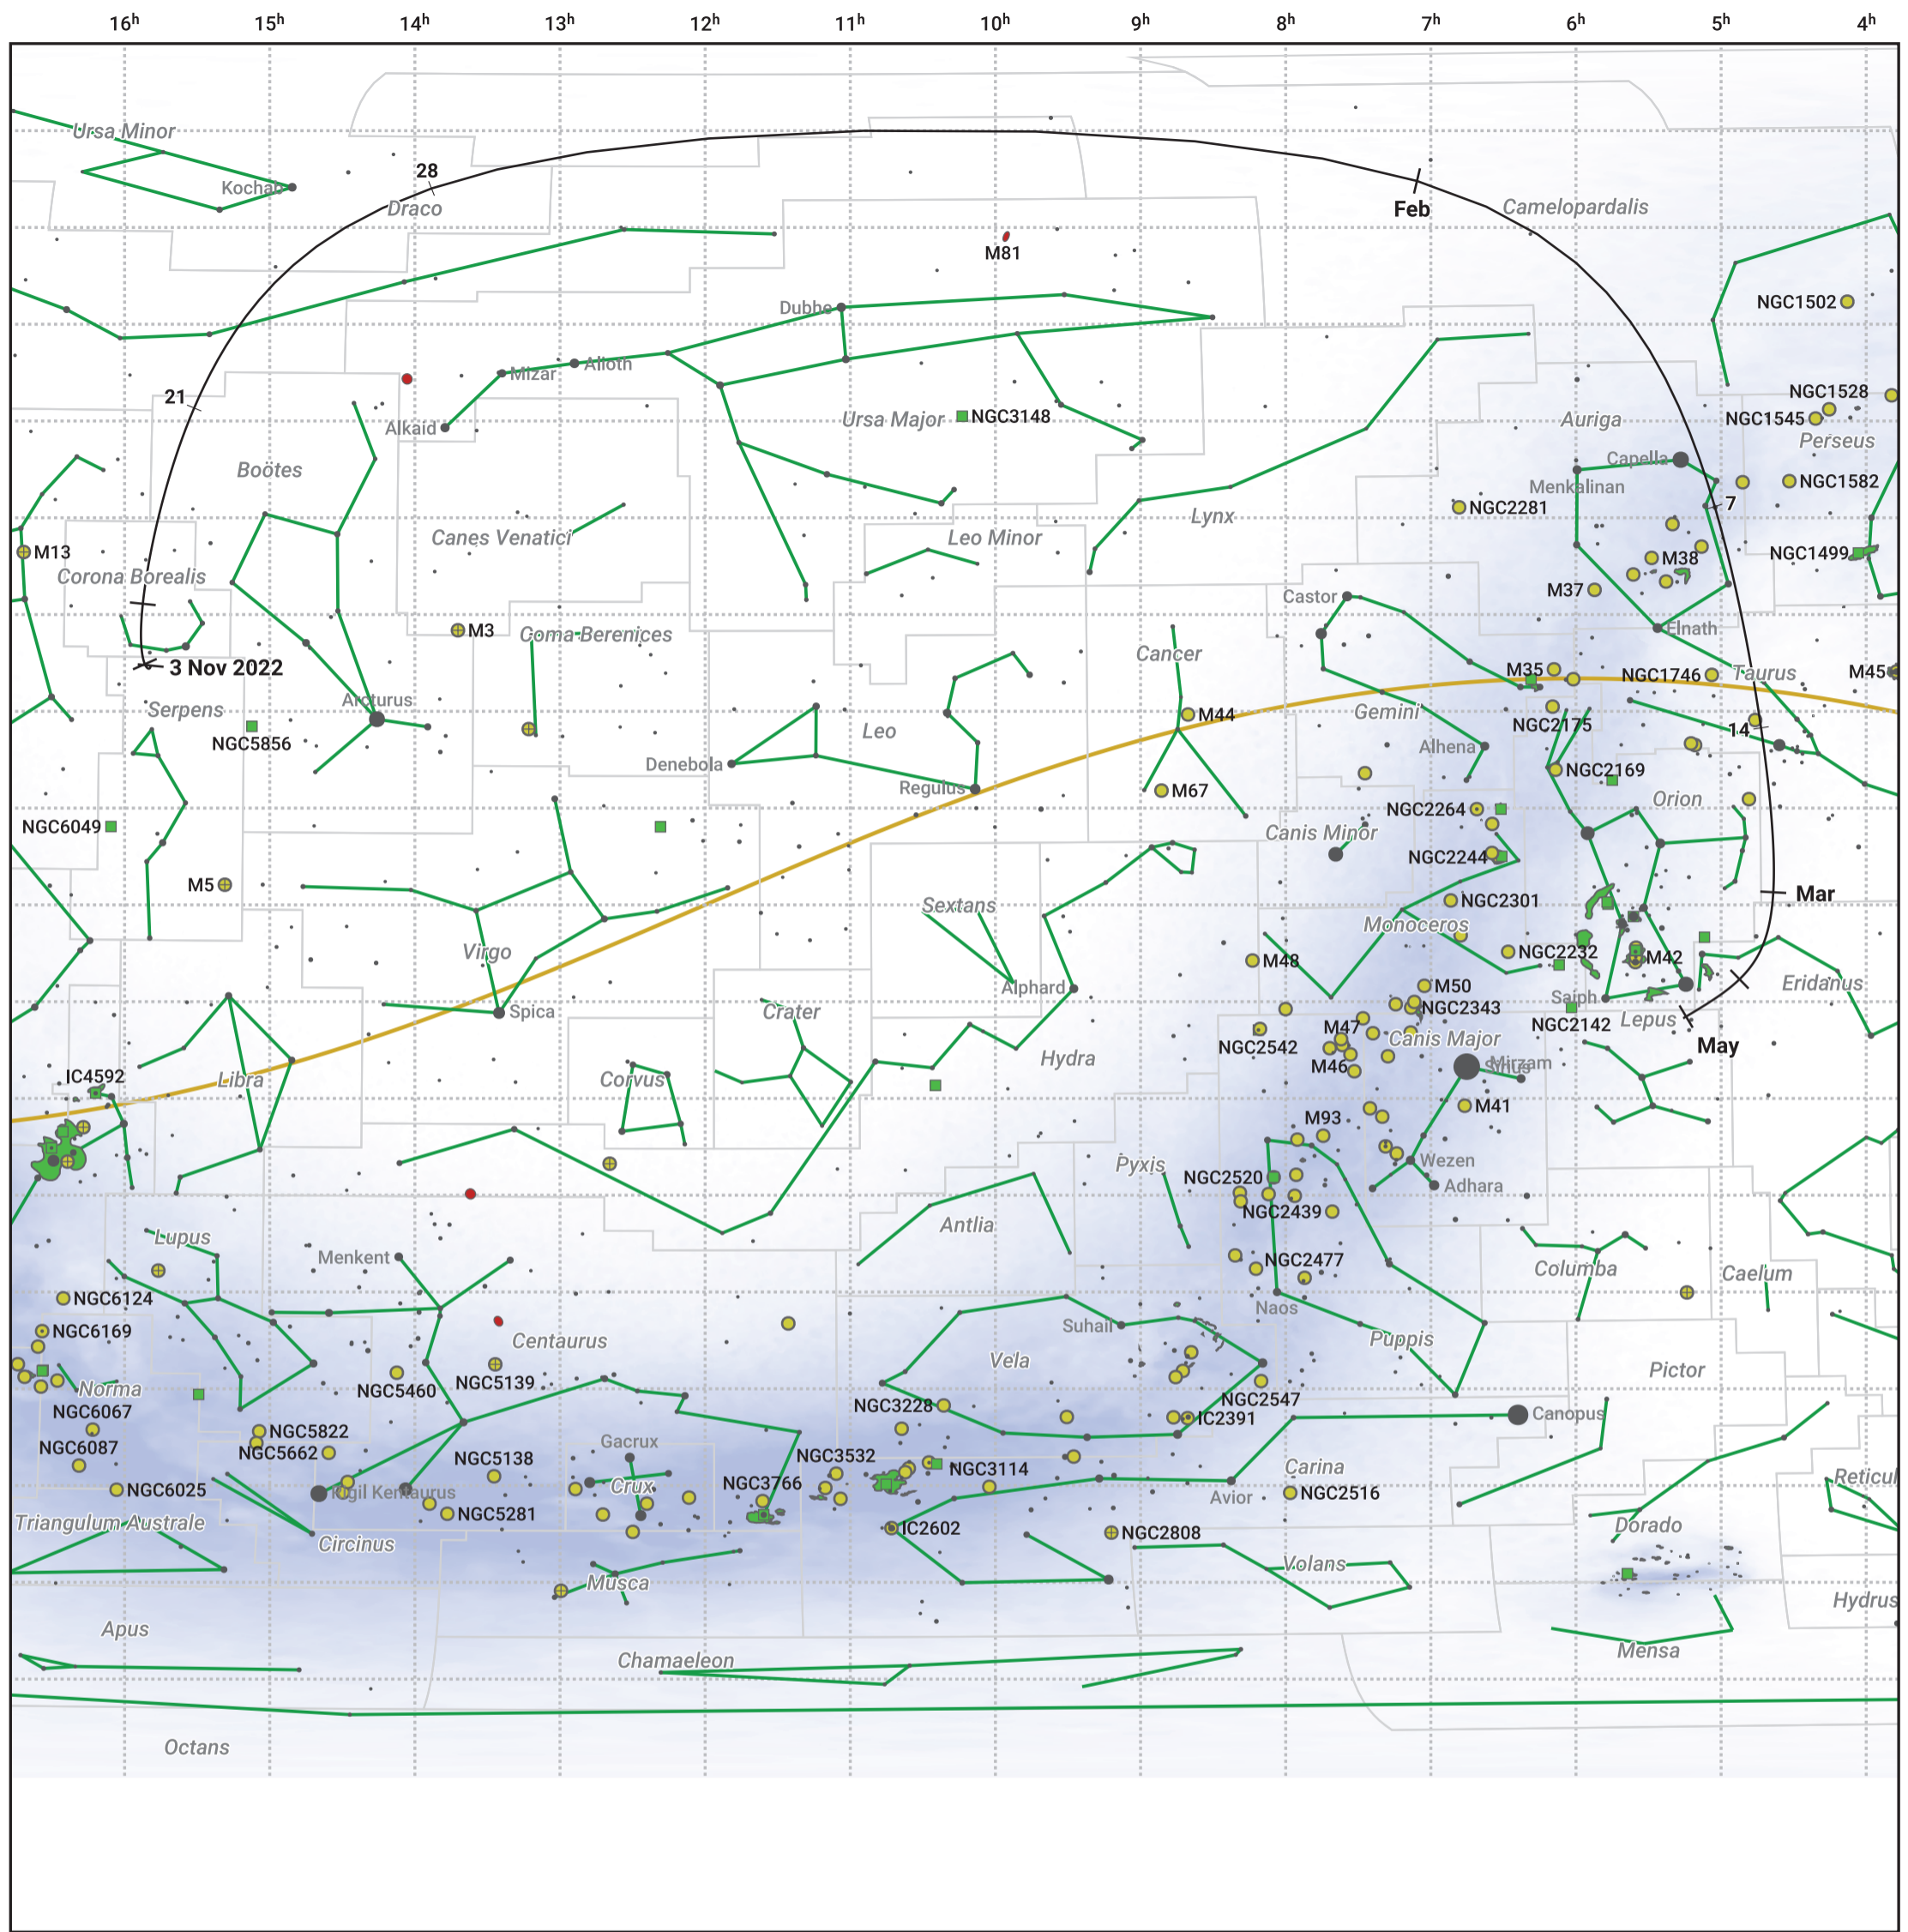 16h 15h 14h 13h 12h 11h 10h 9h 8h 7h 6h 5h 4h
Ursa Minor
28
Kochab
Draco
Feb
Camelopardalis
M81
NGC1502
Dubhe
Mizar
Alioth
21
NGC1528
Alkaid
Ursa Major
NGC3148
Auriga
NGC1545
Perseus
Boötes
Capella
Menkalinan
NGC1582
7
NGC2281
Lynx
Canes Venatici
Leo Minor
M13
M38
NGC1499
Corona Borealis
M37
Castor
M3
Coma Berenices
Elnath
Cancer
3 Nov 2022
M35
NGC1746
Taurus
M45
Serpens
Arcturus
Gemini
M44
NGC2175
14
NGC5856
Leo
Alhena
Denebola
Regulus
M67
NGC2169
Orion
NGC6049
NGC2264
Canis Minor
NGC2244
M5
Mar
Sextans
NGC2301
Virgo
Monoceros
M48
NGC2232
M42
Alphard
M50
Saiph
Eridanus
Spica
Crater
NGC2343
Lepus
NGC2142
M47
NGC2542
Canis Major
May
Hydra
M46
Mirzam
Sirius
IC4592
Libra
Corvus
M41
M93
Pyxis
Wezen
NGC2520
Adhara
NGC2439
Antlia
Lupus
Menkent
NGC2477
Columba
Caelum
NGC6124
Naos
NGC6169
Centaurus
Suhail
Puppis
Vela
Pictor
Norma
NGC5460
NGC5139
NGC2547
NGC6067
NGC3228
IC2391
Canopus
NGC5822
NGC6087
NGC5662
Gacrux
NGC5138
NGC3532
NGC3114
Carina
Reticul
NGC6025
Rigil Kentaurus
Crux
NGC3766
Avior
NGC2516
NGC5281
Triangulum Australe
IC2602
NGC2808
Dorado
Circinus
Volans
Musca
Hydrus
Apus
Mensa
Chamaeleon
Octans